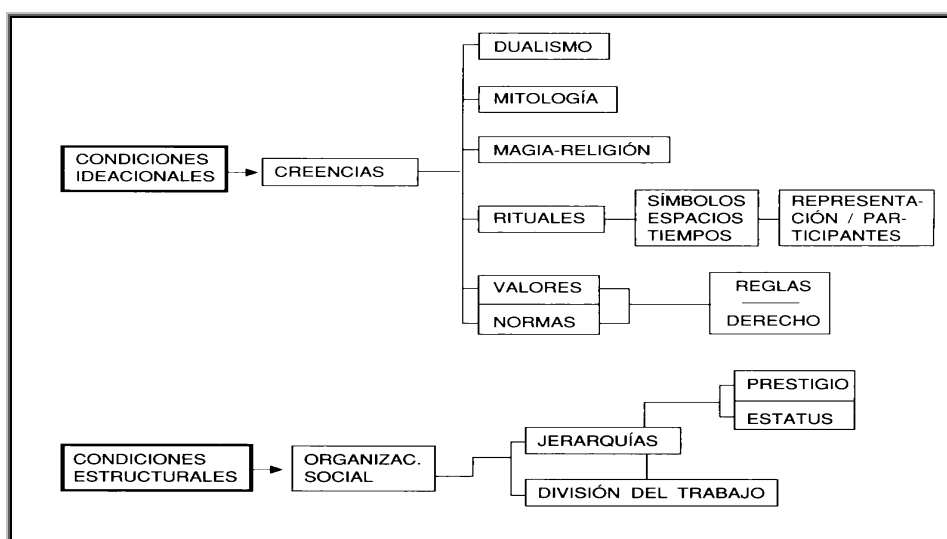 DUALISMO
MITOLOGÍA
MAGIA-RELIGIÓN
CONDICIONES
IDEACIONALES
CREENCIAS
RITUALES
SÍMBOLOS
ESPACIOS
TIEMPOS
REPRESENTA-
CIÓN / PAR-
TICIPANTES
VALORES
NORMAS
REGLAS
DERECHO
CONDICIONES
ESTRUCTURALES
ORGANIZAC.
SOCIAL
JERARQUÍAS
PRESTIGIO
ESTATUS
DIVISIÓN DEL TRABAJO